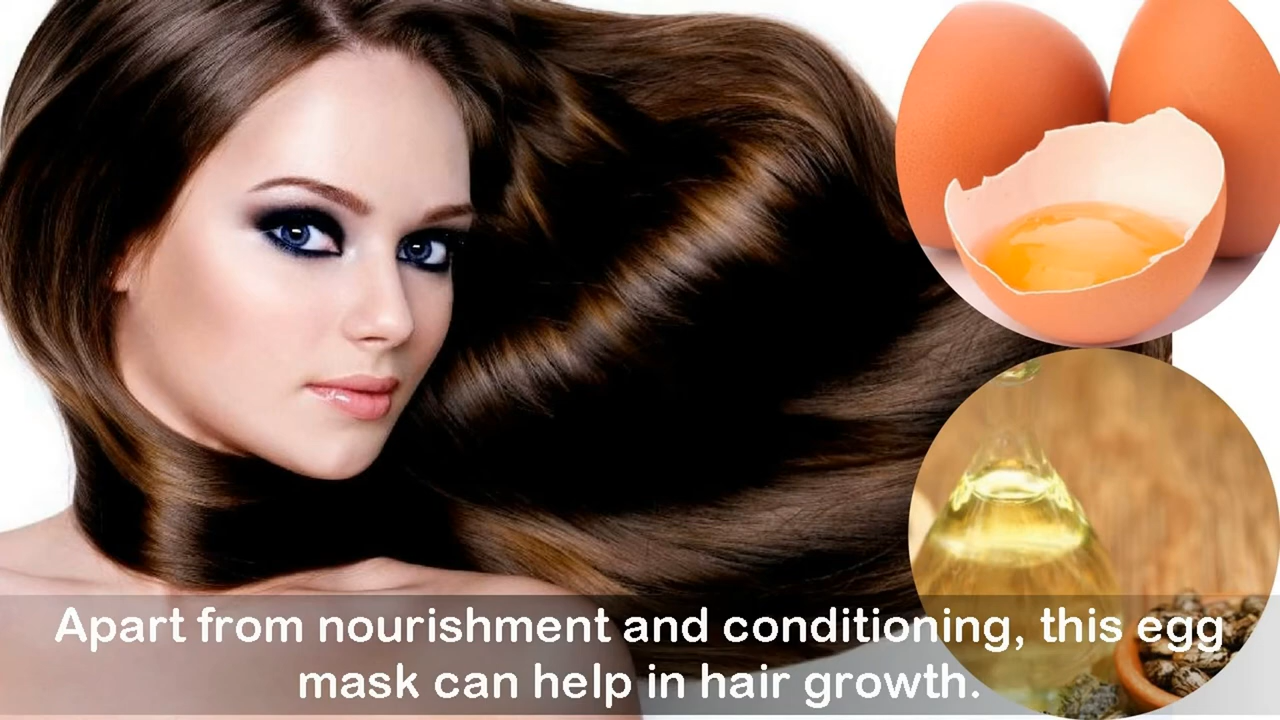 Apart from nourishment and conditioning, this egg
mask can help in hair growth.